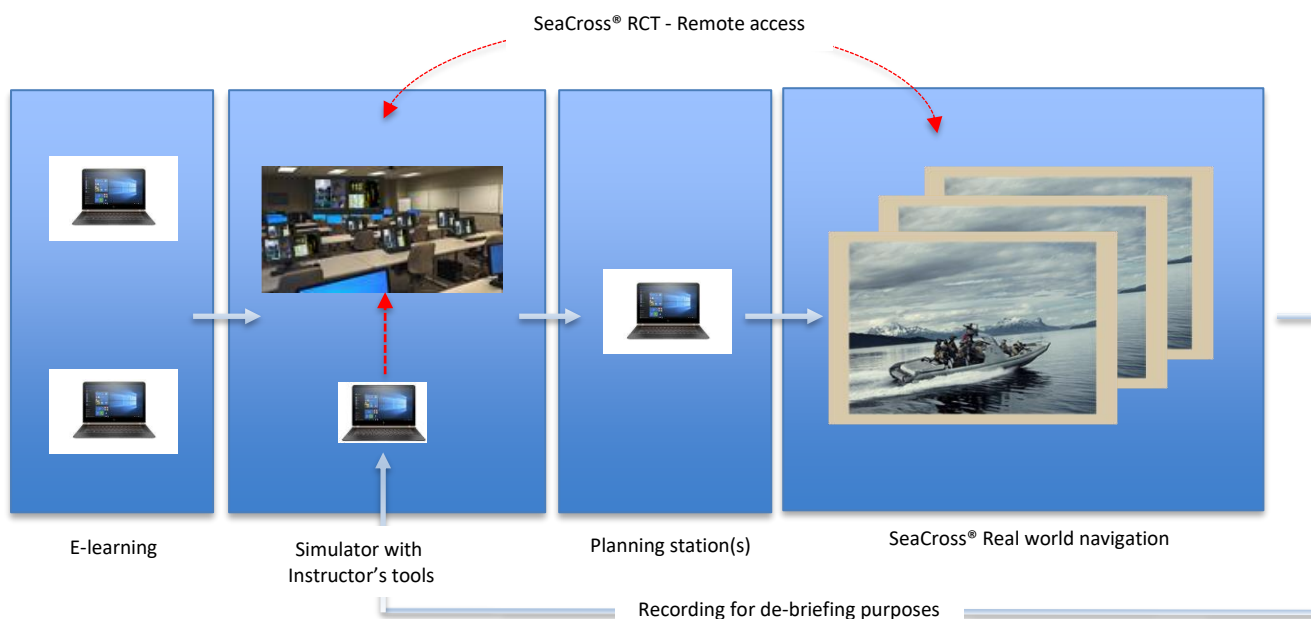 SeaCross® RCT - Remote access
E-learning
Simulator with
Instructor’s tools
Planning station(s)
SeaCross® Real world navigation
Recording for de-briefing purposes